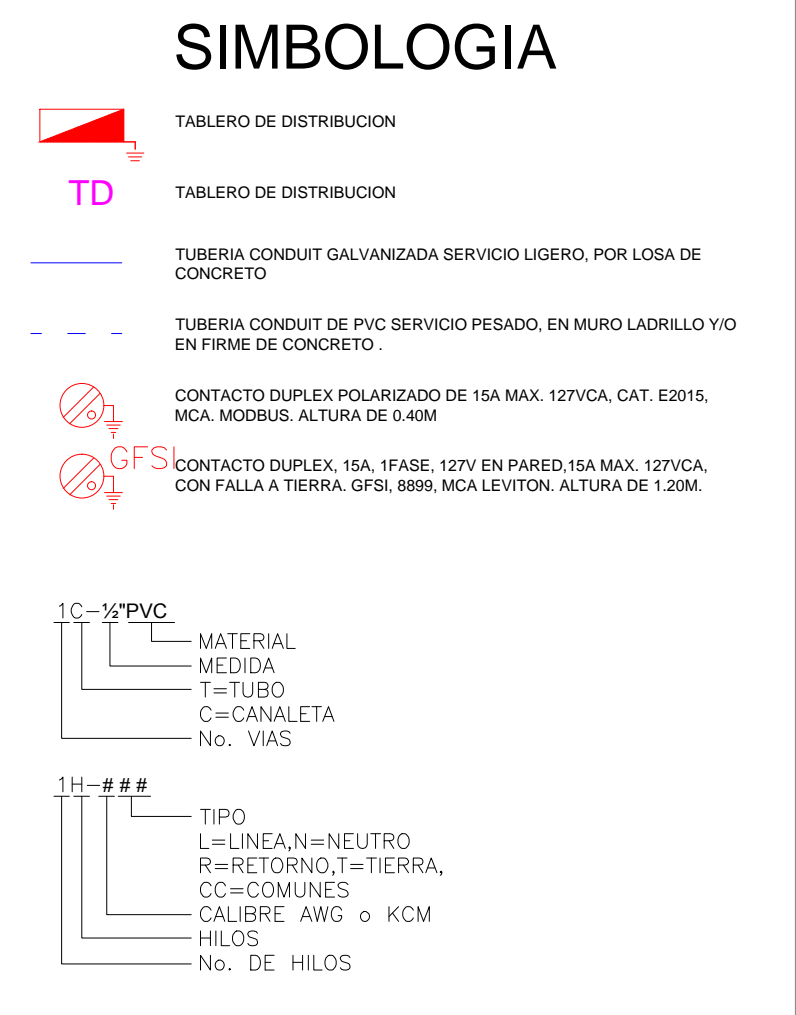 SIMBOLOGIA
TABLERO DE DISTRIBUCION
TD
TABLERO DE DISTRIBUCION
TUBERIA CONDUIT GALVANIZADA SERVICIO LIGERO, POR LOSA DE
CONCRETO
TUBERIA CONDUIT DE PVC SERVICIO PESADO, EN MURO LADRILLO Y/O
EN FIRME DE CONCRETO .
CONTACTO DUPLEX POLARIZADO DE 15A MAX. 127VCA, CAT. E2015,
MCA. MODBUS. ALTURA DE 0.40M
GFSI
CONTACTO DUPLEX, 15A, 1FASE, 127V EN PARED,15A MAX. 127VCA,
CON FALLA A TIERRA. GFSI, 8899, MCA LEVITON. ALTURA DE 1.20M.
1C-½"PVC
MATERIAL
MEDIDA
T=TUBO
C=CANALETA
No. VIAS
1H-###
TIPO
L=LINEA,N=NEUTRO
R=RETORNO,T=TIERRA,
CC=COMUNES
CALIBRE AWG o KCM
HILOS
No. DE HILOS